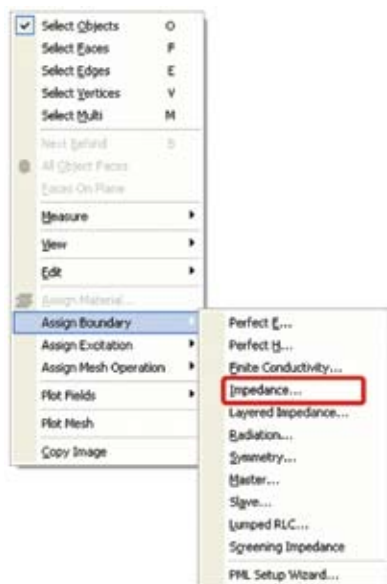 Select Objects O
Select Faces F
Select Edges E
Select Vertices V
Select Multi M
Next Behind B
All Object Faces
Faces On Plane
Measure
View
Edit
Assign Material...
Assign Boundary
Assign Excitation
Assign Mesh Operation
Plot Fields
Plot Mesh
Copy Image
Perfect E...
Perfect H...
Finite Conductivity...
Impedance...
Layered Impedance...
Radiation...
Symmetry...
Master...
Slave...
Lumped RLC...
Screening Impedance
PML Setup Wizard...